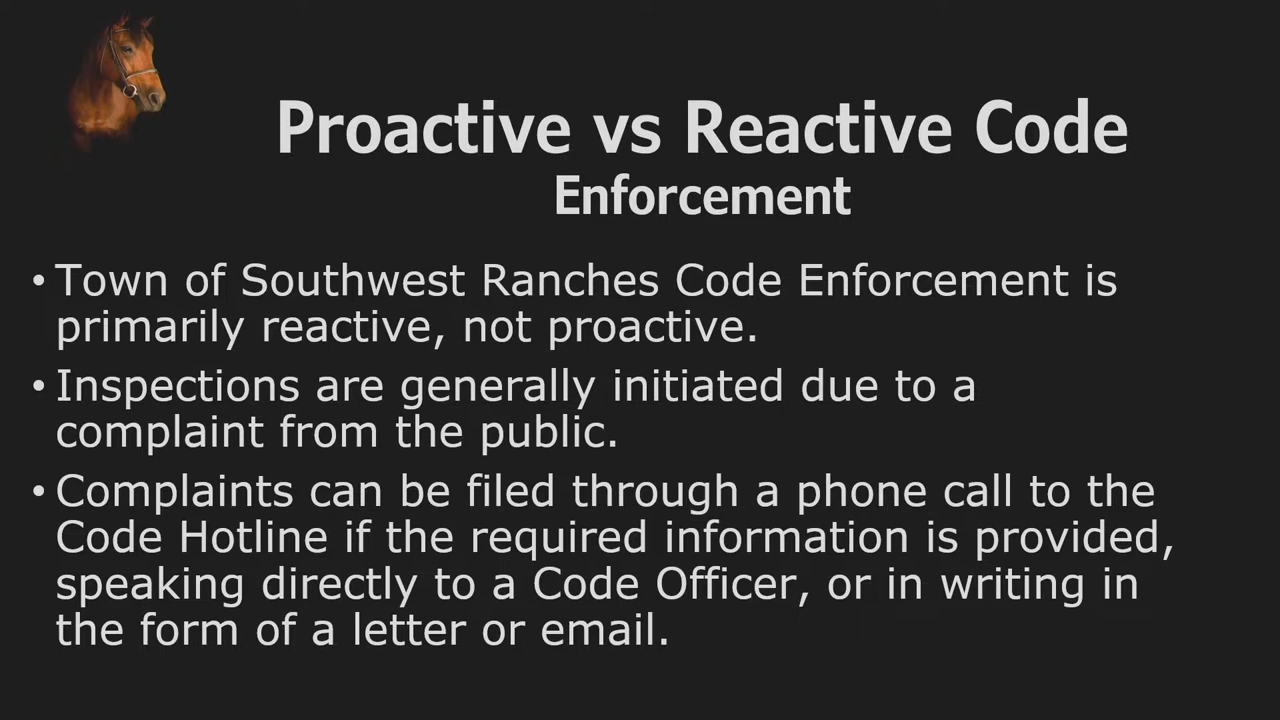 Proactive vs Reactive Code
Enforcement
• Town of Southwest Ranches Code Enforcement is
primarily reactive, not proactive.
• Inspections are generally initiated due to a
complaint from the public.
• Complaints can be filed through a phone call to the
Code Hotline if the required information is provided,
speaking directly to a Code Officer, or in writing in
the form of a letter or email.